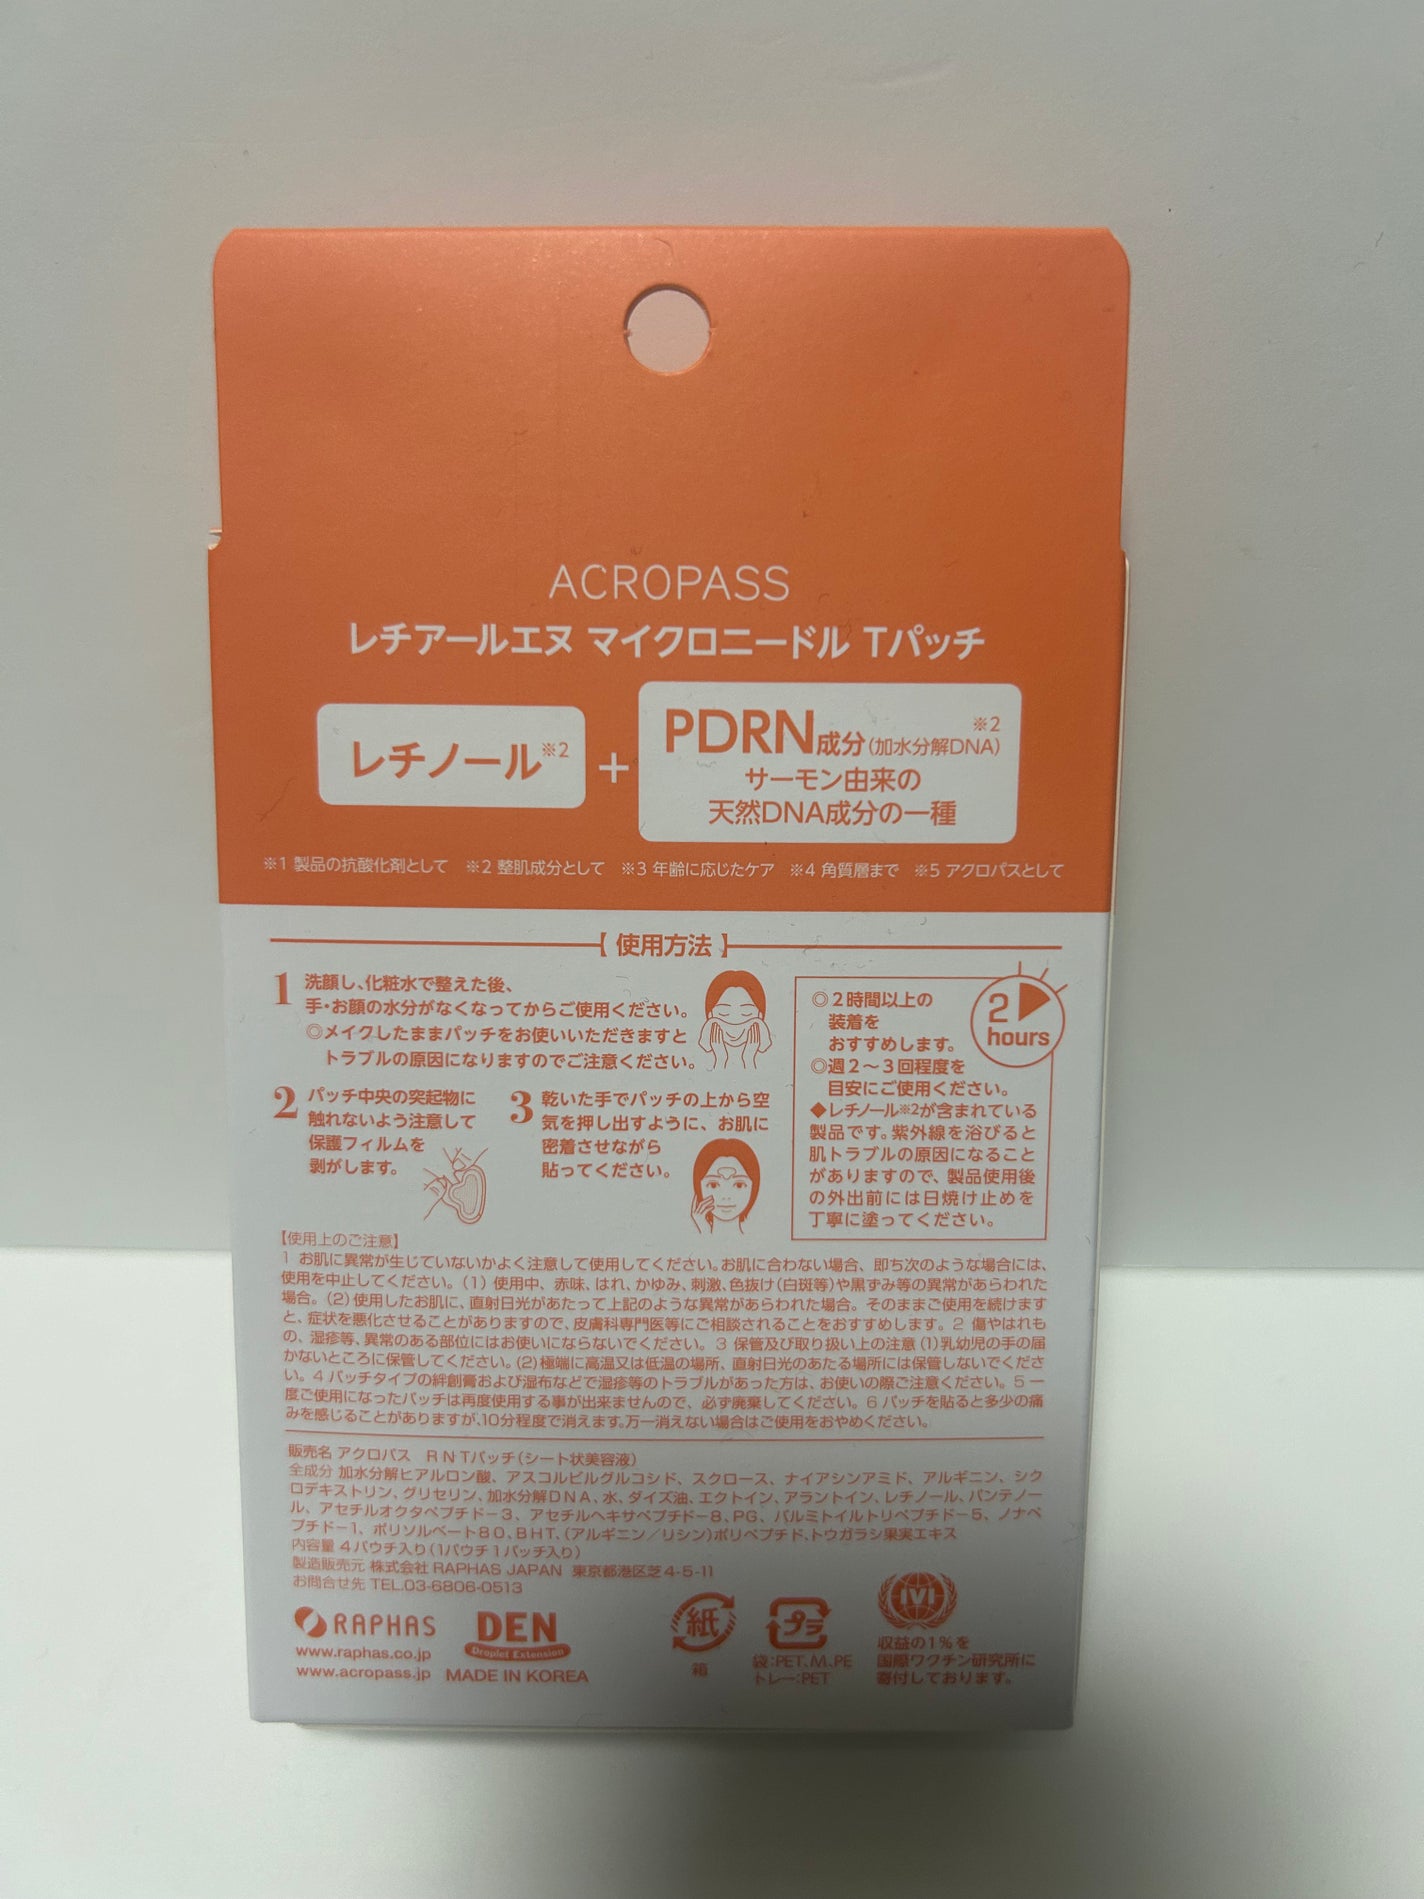 ACROPASS
レチアールエヌ マイクロニードル Tパッチ
レチノール※2
+
PDRN成分(加水分解DNA)※2
サーモン由来の
天然DNA成分の一種
※1 製品の抗酸化剤として ※2 整肌成分として ※3 年齢に応じたケア ※4 角質層まで ※5 アクロパスとして
【使用方法】
1 洗顔し、化粧水で整えた後、
手・お顔の水分がなくなってからご使用ください。
◎メイクしたままパッチをお使いいただきますと
トラブルの原因になりますのでご注意ください。
2 パッチ中央の突起物に
触れないよう注意して
保護フィルムを
剥がします。
3 乾いた手でパッチの上から空
気を押し出すように、お肌に
密着させながら
貼ってください。
2
hours
◎2時間以上の
装着を
おすすめします。
◎週2～3回程度を
目安にご使用ください。
◆レチノール※2が含まれている
製品です。紫外線を浴びると
肌トラブルの原因になること
がありますので、製品使用後
の外出前には日焼け止めを
丁寧に塗ってください。
【使用上のご注意】
1 お肌に異常が生じていないかよく注意して使用してください。お肌に合わない場合、即ち次のような場合には、
使用を中止してください。(1) 使用中、赤味、はれ、かゆみ、刺激、色抜け(白斑等)や黒ずみ等の異常があらわれた
場合。(2)使用したお肌に、直射日光があたって上記のような異常があらわれた場合。そのままご使用を続けます
と、症状を悪化させることがありますので、皮膚科専門医等にご相談されることをおすすめします。2 傷やはれも
の、湿疹等、異常のある部位にはお使いにならないでください。3 保管及び取り扱い上の注意 (1)乳幼児の手の届
かないところに保管してください。(2)極端に高温又は低温の場所、直射日光のあたる場所には保管しないでくださ
い。4 パッチタイプの絆創膏および湿布などで湿疹等のトラブルがあった方は、お使いの際ご注意ください。5 一
度ご使用になったパッチは再度使用する事が出来ませんので、必ず廃棄してください。6 パッチを貼ると多少の痛
みを感じることがありますが、10分程度で消えます。万一消えない場合はご使用をおやめください。
販売名 アクロパス RNTパッチ(シート状美容液)
全成分 加水分解ヒアルロン酸、アスコルビルグルコシド、スクロース、ナイアシンアミド、アルギニン、シク
ロデキストリン、グリセリン、加水分解DNA、水、ダイズ油、エクトイン、アラントイン、レチノール、パンテノー
ル、アセチルオクタペプチド-3、アセチルヘキサペプチド-8、PG、パルミトイルトリペプチド-5、ノナペ
プチド-1、ポリソルベート80、BHT、(アルギニン/リシン)ポリペプチド、トウガラシ果実エキス
内容量 4パウチ入り(1パウチ1パッチ入り)
製造販売元 株式会社 RAPHAS JAPAN 東京都港区芝4-5-11
お問合せ先 TEL.03-6806-0513
RAPHAS
www.raphas.co.jp
www.acropass.jp
DEN
Droplet Extension
MADE IN KOREA
紙
箱
プラ
袋:PET、M、PE
トレー:PET
IVI
収益の1%を
国際ワクチン研究所に
寄付しております。